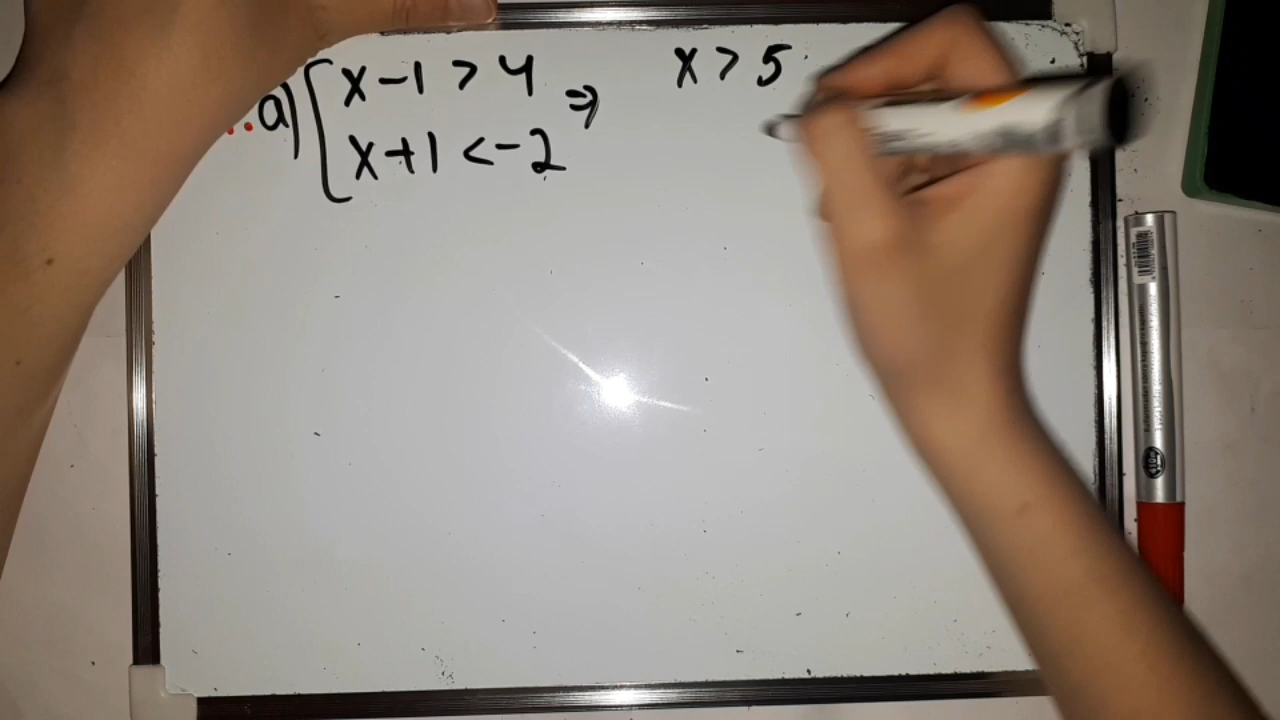 a) [ x-1 > 4 ⇒ x > 5
x+1 < -2